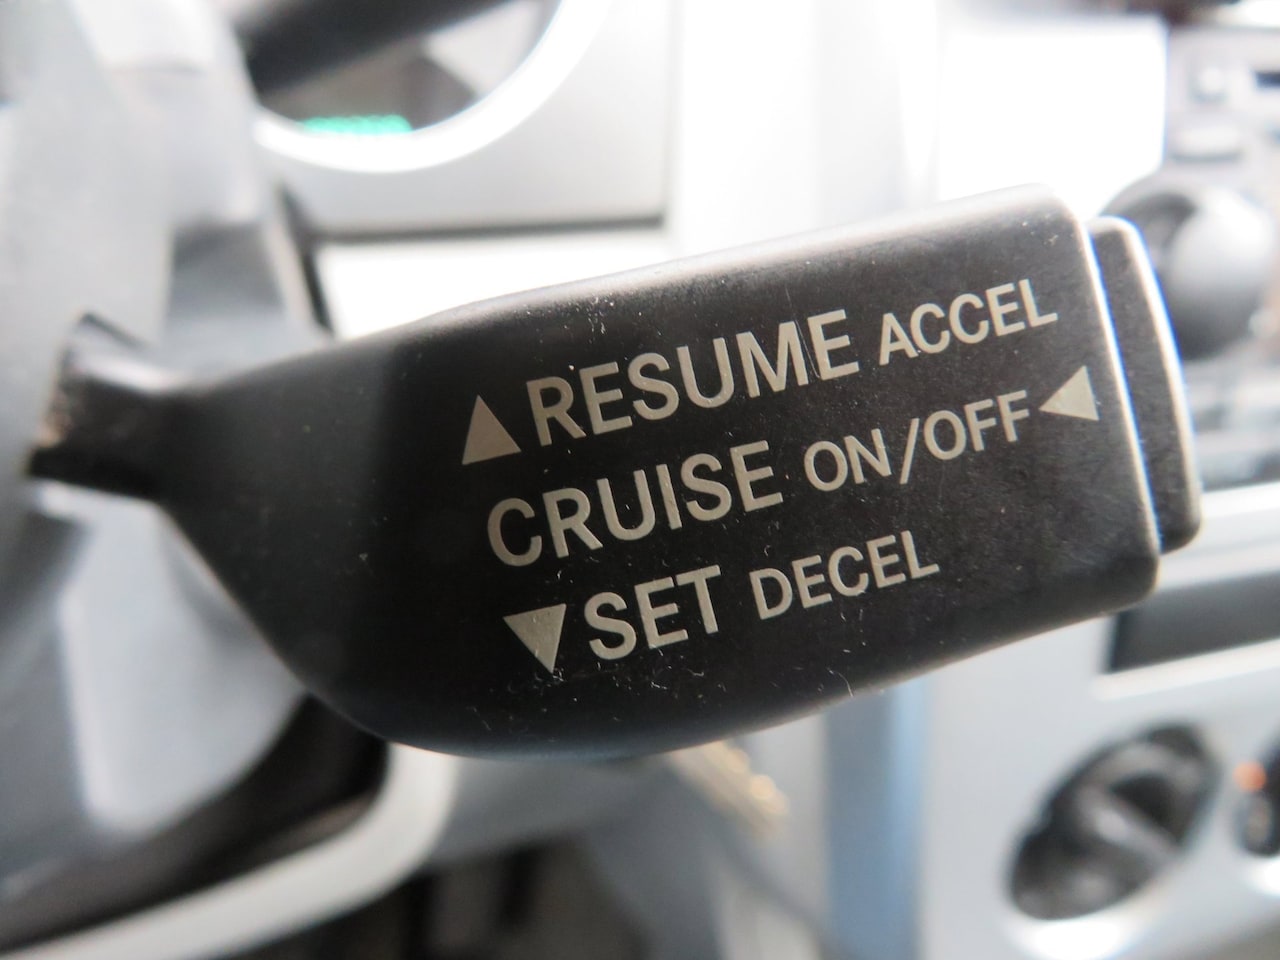 ▲RESUME ACCEL
CRUISE ON/OFF◀
▼SET DECEL